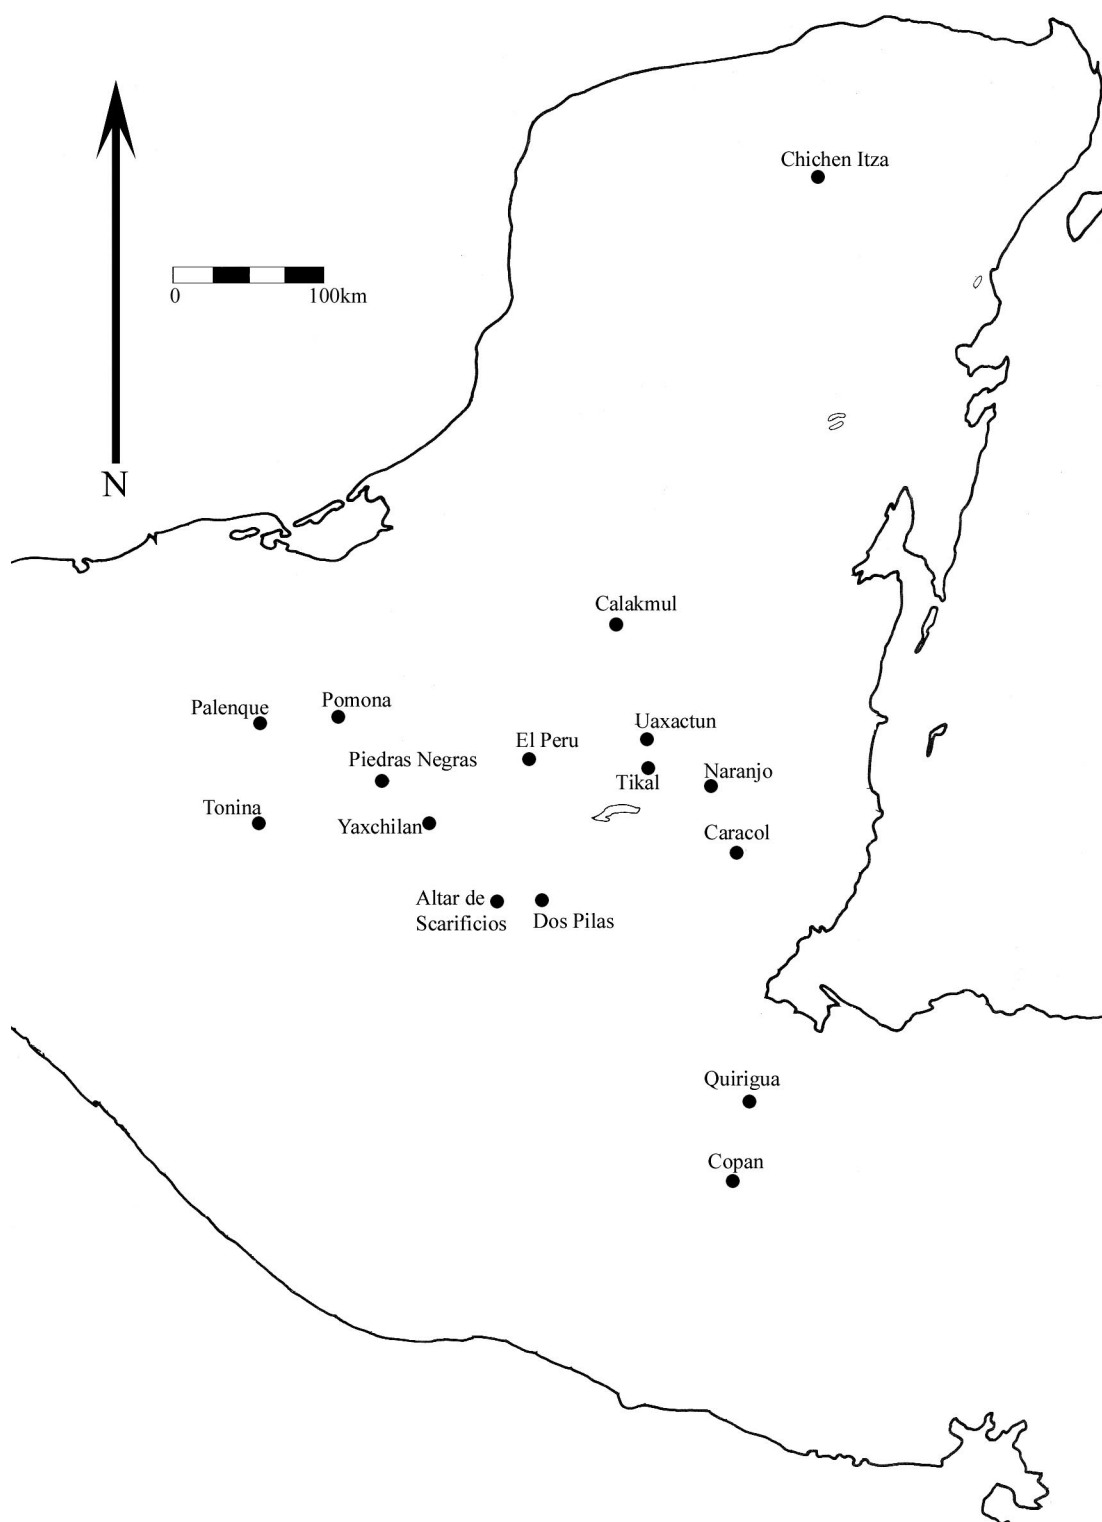 Chichen Itza
0 100km
N
Calakmul
Palenque
Pomona
Uaxactun
El Peru
Piedras Negras
Tikal
Naranjo
Tonina
Yaxchilan
Caracol
Altar de
Scarificios
Dos Pilas
Quirigua
Copan